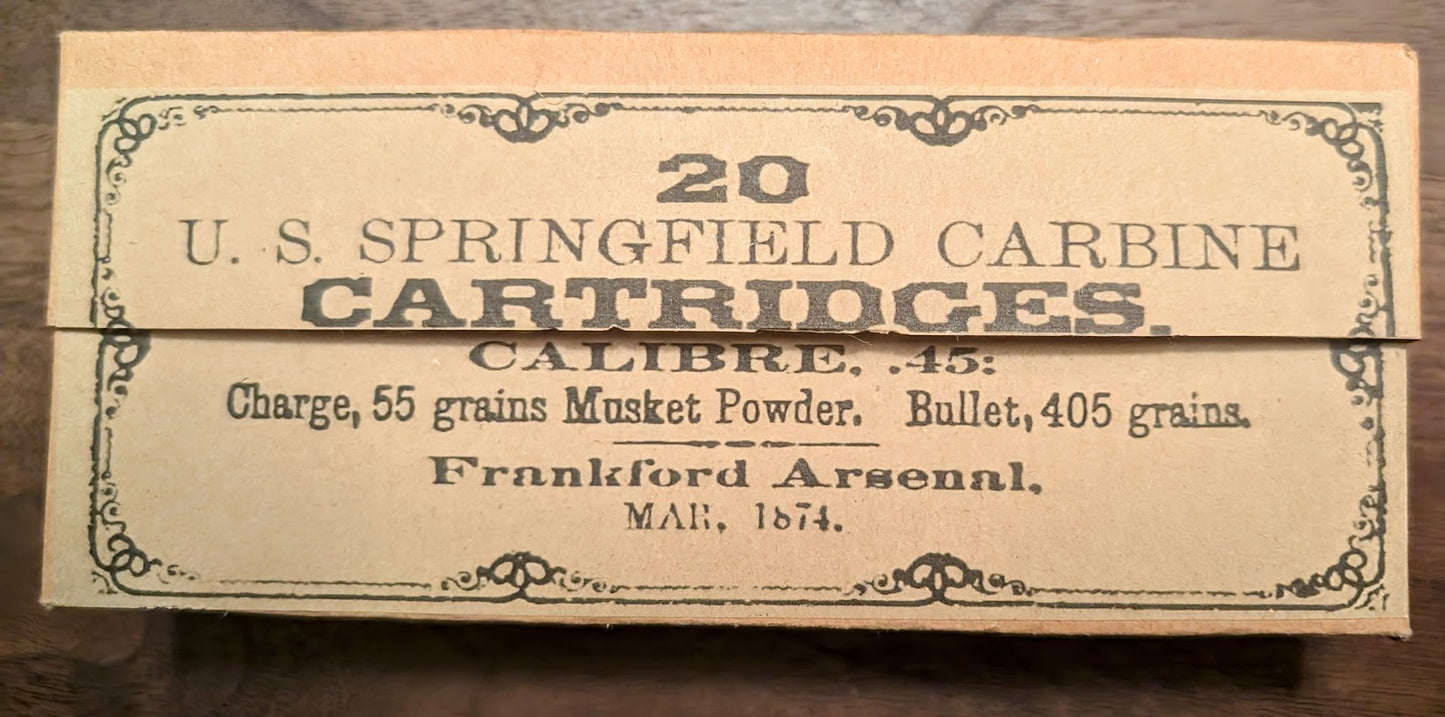 20
U. S. SPRINGFIELD CARBINE
CARTRIDGES.
CALIBRE, .45:
Charge, 55 grains Musket Powder. Bullet, 405 grains.
Frankford Arsenal,
MAR, 1874.